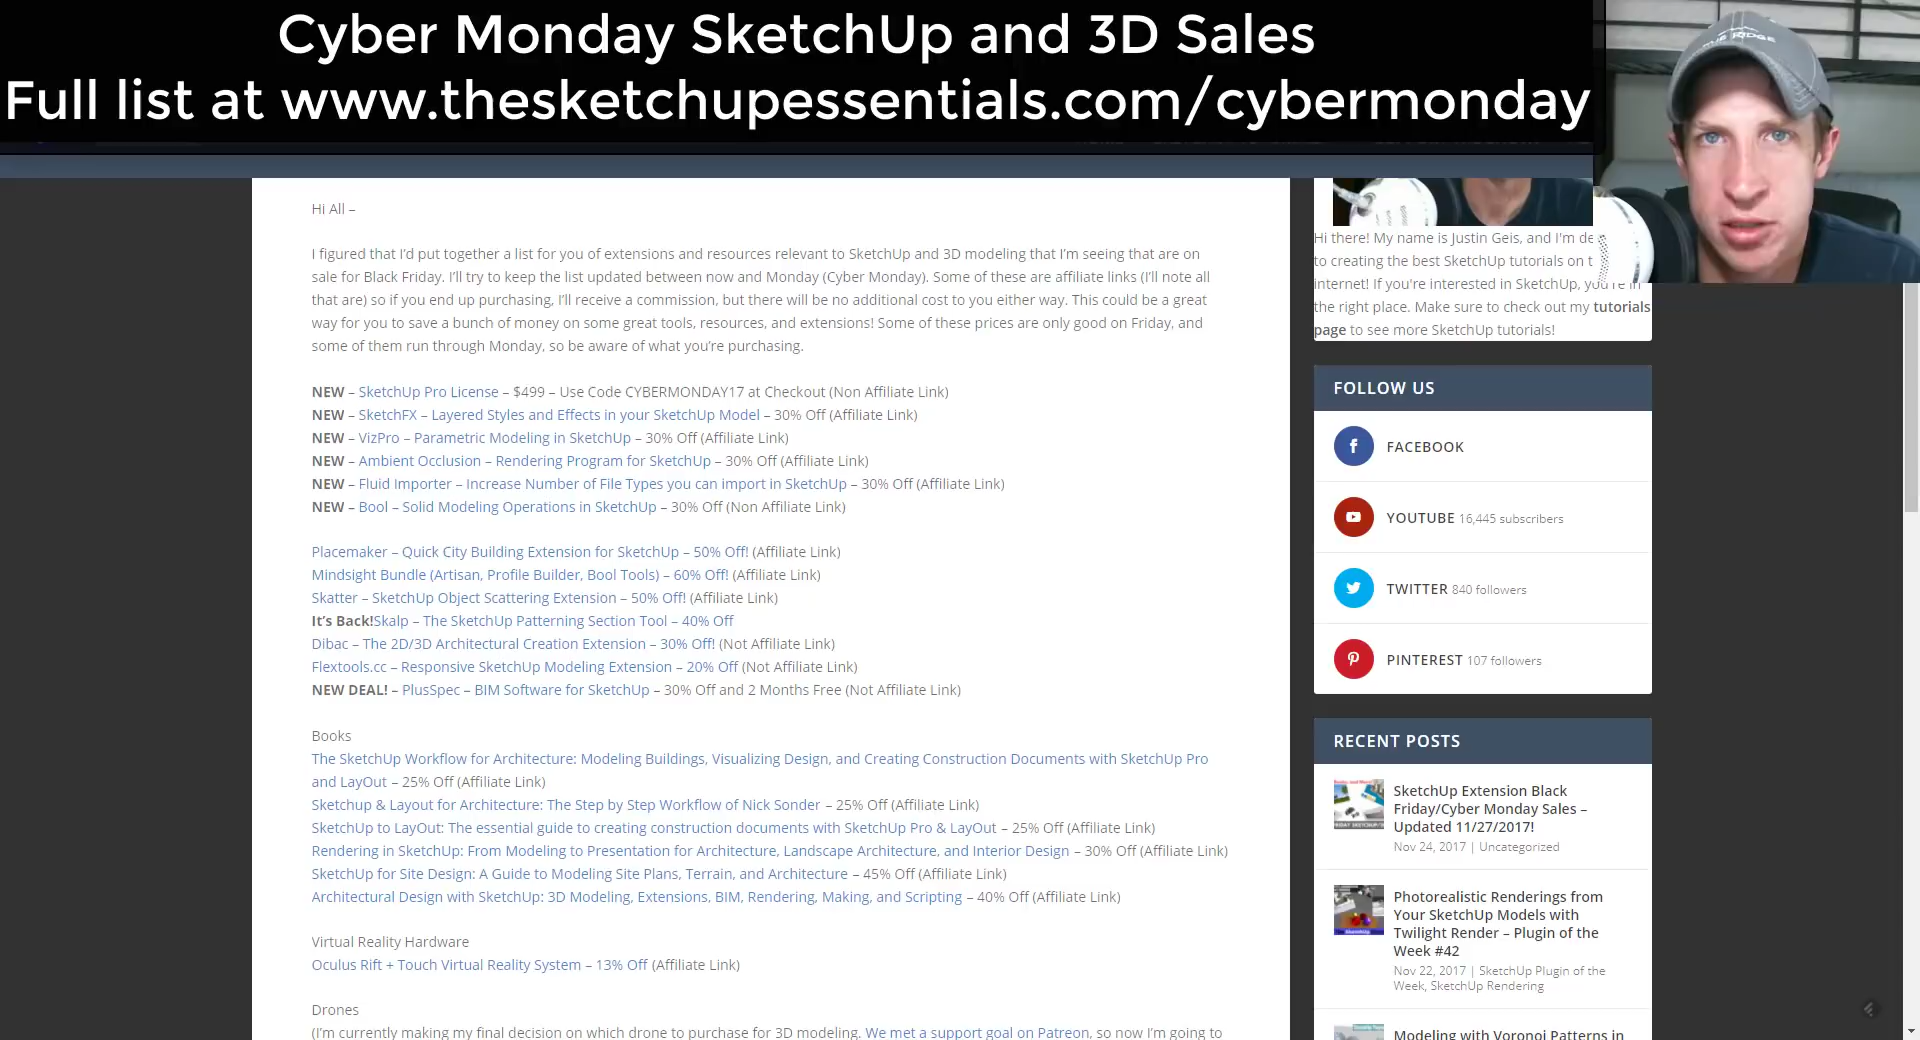 Cyber Monday SketchUp and 3D Sales
Full list at www.thesketchupessentials.com/cybermonday
Hi All –
I figured that I'd put together a list for you of extensions and resources relevant to SketchUp and 3D modeling that I'm seeing that are on
sale for Black Friday. I'll try to keep the list updated between now and Monday (Cyber Monday). Some of these are affiliate links (I'll note all
that are) so if you end up purchasing, I'll receive a commission, but there will be no additional cost to you either way. This could be a great
way for you to save a bunch of money on some great tools, resources, and extensions! Some of these prices are only good on Friday, and
some of them run through Monday, so be aware of what you're purchasing.
NEW – SketchUp Pro License – $499 – Use Code CYBERMONDAY17 at Checkout (Non Affiliate Link)
NEW – SketchFX – Layered Styles and Effects in your SketchUp Model – 30% Off (Affiliate Link)
NEW – VizPro – Parametric Modeling in SketchUp – 30% Off (Affiliate Link)
NEW – Ambient Occlusion – Rendering Program for SketchUp – 30% Off (Affiliate Link)
NEW – Fluid Importer – Increase Number of File Types you can import in SketchUp – 30% Off (Affiliate Link)
NEW – Bool – Solid Modeling Operations in SketchUp – 30% Off (Non Affiliate Link)
Placemaker – Quick City Building Extension for SketchUp – 50% Off! (Affiliate Link)
Mindsight Bundle (Artisan, Profile Builder, Bool Tools) – 60% Off! (Affiliate Link)
Skatter – SketchUp Object Scattering Extension – 50% Off! (Affiliate Link)
It's Back!Skalp – The SketchUp Patterning Section Tool – 40% Off
Dibac – The 2D/3D Architectural Creation Extension – 30% Off! (Not Affiliate Link)
Flextools.cc – Responsive SketchUp Modeling Extension – 20% Off (Not Affiliate Link)
NEW DEAL! – PlusSpec – BIM Software for SketchUp – 30% Off and 2 Months Free (Not Affiliate Link)
Books
The SketchUp Workflow for Architecture: Modeling Buildings, Visualizing Design, and Creating Construction Documents with SketchUp Pro
and LayOut – 25% Off (Affiliate Link)
Sketchup & Layout for Architecture: The Step by Step Workflow of Nick Sonder – 25% Off (Affiliate Link)
SketchUp to LayOut: The essential guide to creating construction documents with SketchUp Pro & LayOut – 25% Off (Affiliate Link)
Rendering in SketchUp: From Modeling to Presentation for Architecture, Landscape Architecture, and Interior Design – 30% Off (Affiliate Link)
SketchUp for Site Design: A Guide to Modeling Site Plans, Terrain, and Architecture – 45% Off (Affiliate Link)
Architectural Design with SketchUp: 3D Modeling, Extensions, BIM, Rendering, Making, and Scripting – 40% Off (Affiliate Link)
Virtual Reality Hardware
Oculus Rift + Touch Virtual Reality System – 13% Off (Affiliate Link)
Drones
(I'm currently making my final decision on which drone to purchase for 3D modeling. We met a support goal on Patreon, so now I'm going to
Hi there! My name is Justin Geis, and I'm de
to creating the best SketchUp tutorials on t
internet! If you're interested in SketchUp, you're in
the right place. Make sure to check out my tutorials
page to see more SketchUp tutorials!
FOLLOW US
FACEBOOK
YOUTUBE 16,445 subscribers
TWITTER 840 followers
PINTEREST 107 followers
RECENT POSTS
SketchUp Extension Black
Friday/Cyber Monday Sales –
Updated 11/27/2017!
Nov 24, 2017 | Uncategorized
Photorealistic Renderings from
Your SketchUp Models with
Twilight Render – Plugin of the
Week #42
Nov 22, 2017 | SketchUp Plugin of the
Week, SketchUp Rendering
Modeling with Voronoi Patterns in